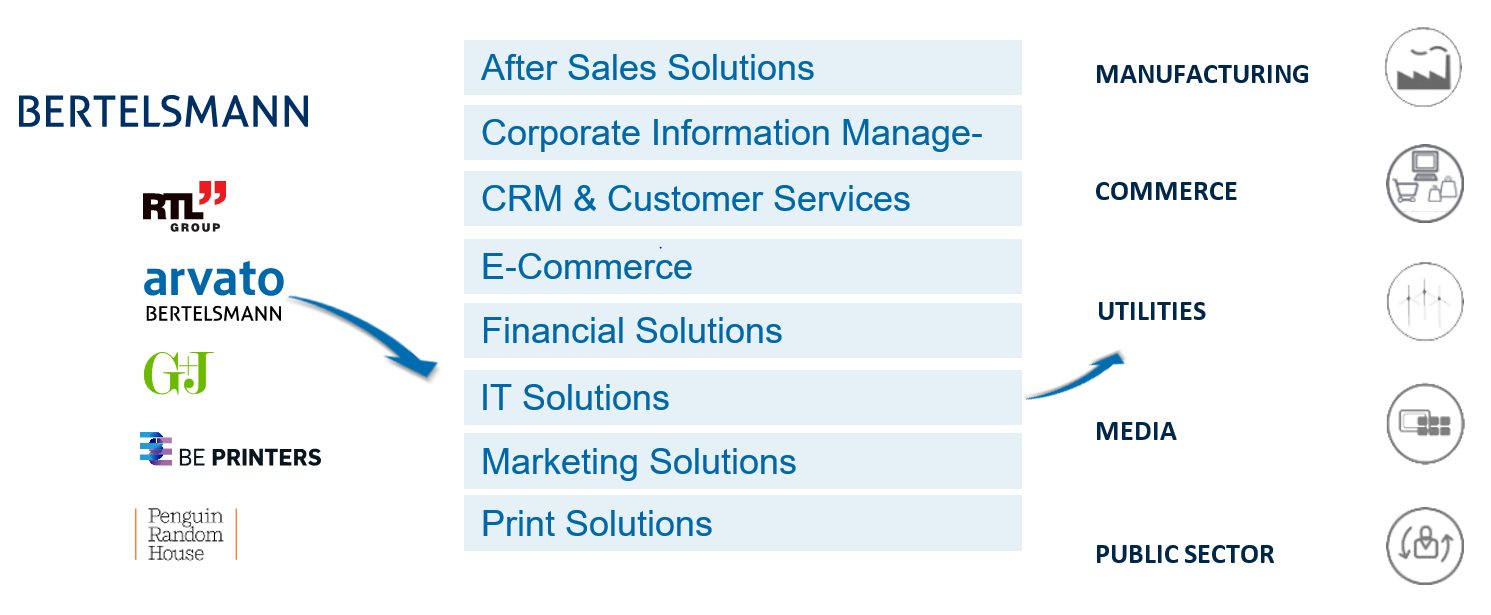 BERTELSMANN
RTL
GROUP
arvato
BERTELSMANN
G+J
BE PRINTERS
Penguin
Random
House
After Sales Solutions
Corporate Information Manage-
CRM & Customer Services
E-Commerce
Financial Solutions
IT Solutions
Marketing Solutions
Print Solutions
MANUFACTURING
COMMERCE
UTILITIES
MEDIA
PUBLIC SECTOR